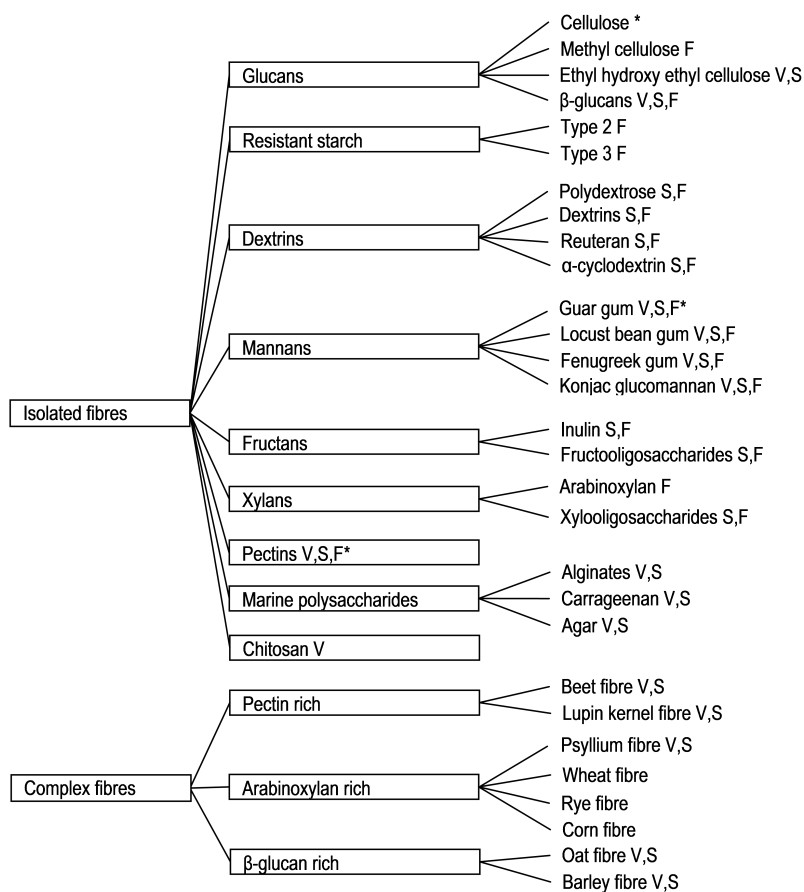 Isolated fibres
Glucans
Cellulose *
Methyl cellulose F
Ethyl hydroxy ethyl cellulose V,S
β-glucans V,S,F
Resistant starch
Type 2 F
Type 3 F
Dextrins
Polydextrose S,F
Dextrins S,F
Reuteran S,F
α-cyclodextrin S,F
Mannans
Guar gum V,S,F*
Locust bean gum V,S,F
Fenugreek gum V,S,F
Konjac glucomannan V,S,F
Fructans
Inulin S,F
Fructooligosaccharides S,F
Xylans
Arabinoxylan F
Xylooligosaccharides S,F
Pectins V,S,F*
Marine polysaccharides
Alginates V,S
Carrageenan V,S
Agar V,S
Chitosan V
Complex fibres
Pectin rich
Beet fibre V,S
Lupin kernel fibre V,S
Arabinoxylan rich
Psyllium fibre V,S
Wheat fibre
Rye fibre
Corn fibre
β-glucan rich
Oat fibre V,S
Barley fibre V,S